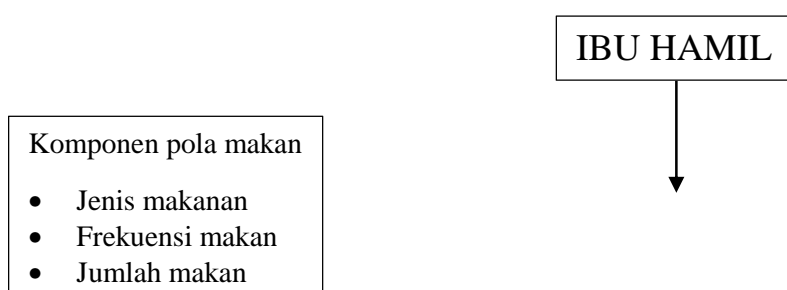 IBU HAMIL
Komponen pola makan
• Jenis makanan
• Frekuensi makan
• Jumlah makan